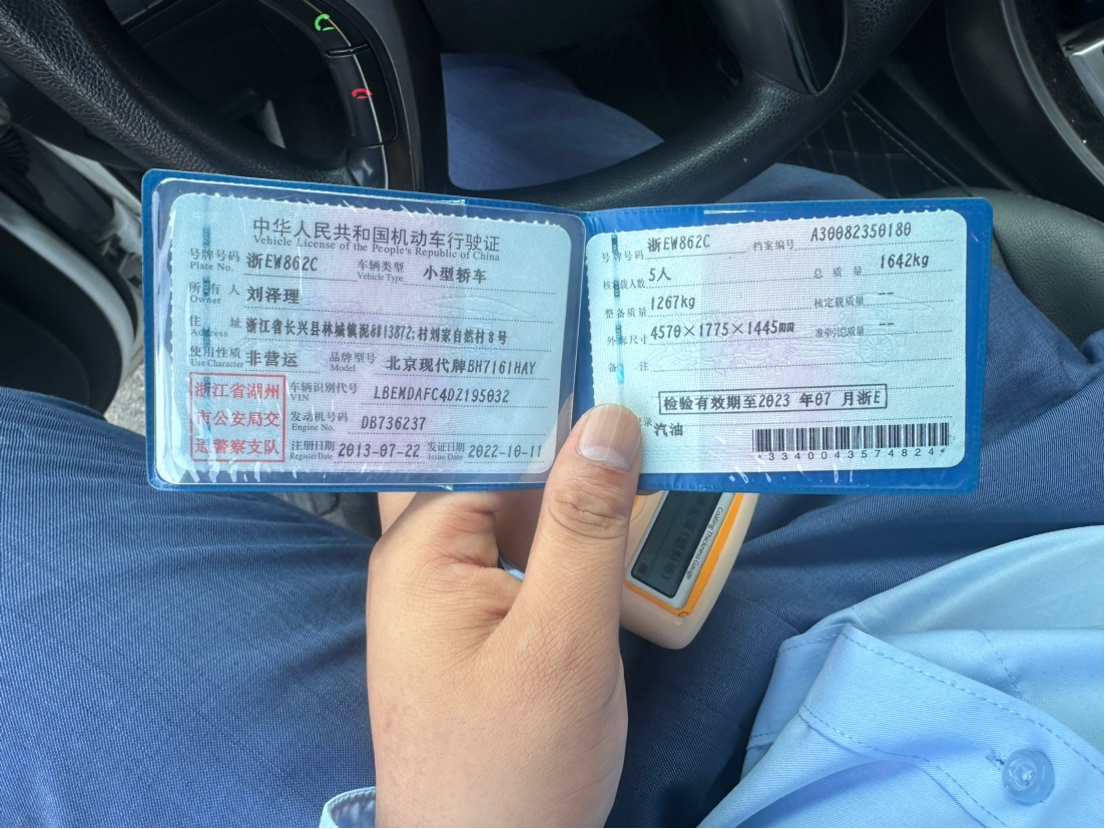 中华人民共和国机动车行驶证
Vehicle License of the People's Republic of China
号牌号码 浙EW862C 车辆类型 小型轿车
Plate No. Vehicle Type
所有人 刘泽理
Owner
住址 浙江省长兴县林城镇泥&#13872;村刘家自然村8号
Address
使用性质 非营运 品牌型号 北京现代牌BH7161HAY
Use Character Model
浙江省湖州
市公安局交
通警察支队
车辆识别代号 LBEMDAFC4DZ195032
VIN
发动机号码 DB736237
Engine No.
注册日期 2013-07-22 发证日期 2022-10-11
Register Date Issue Date
号牌号码 浙EW862C 档案编号 A30082350180
核定载人数 5人 总质量 1642kg
整备质量 1267kg 核定载质量 --
外廓尺寸 4570×1775×1445mm 准牵引总质量 --
备注
检验有效期至2023年07月浙E
汽油
*3340043574824*
Coating Thickness Gauge